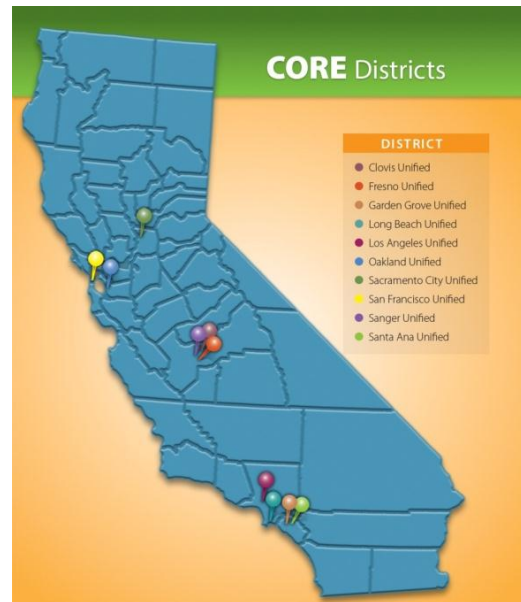 CORE Districts
DISTRICT
Clovis Unified
Fresno Unified
Garden Grove Unified
Long Beach Unified
Los Angeles Unified
Oakland Unified
Sacramento City Unified
San Francisco Unified
Sanger Unified
Santa Ana Unified